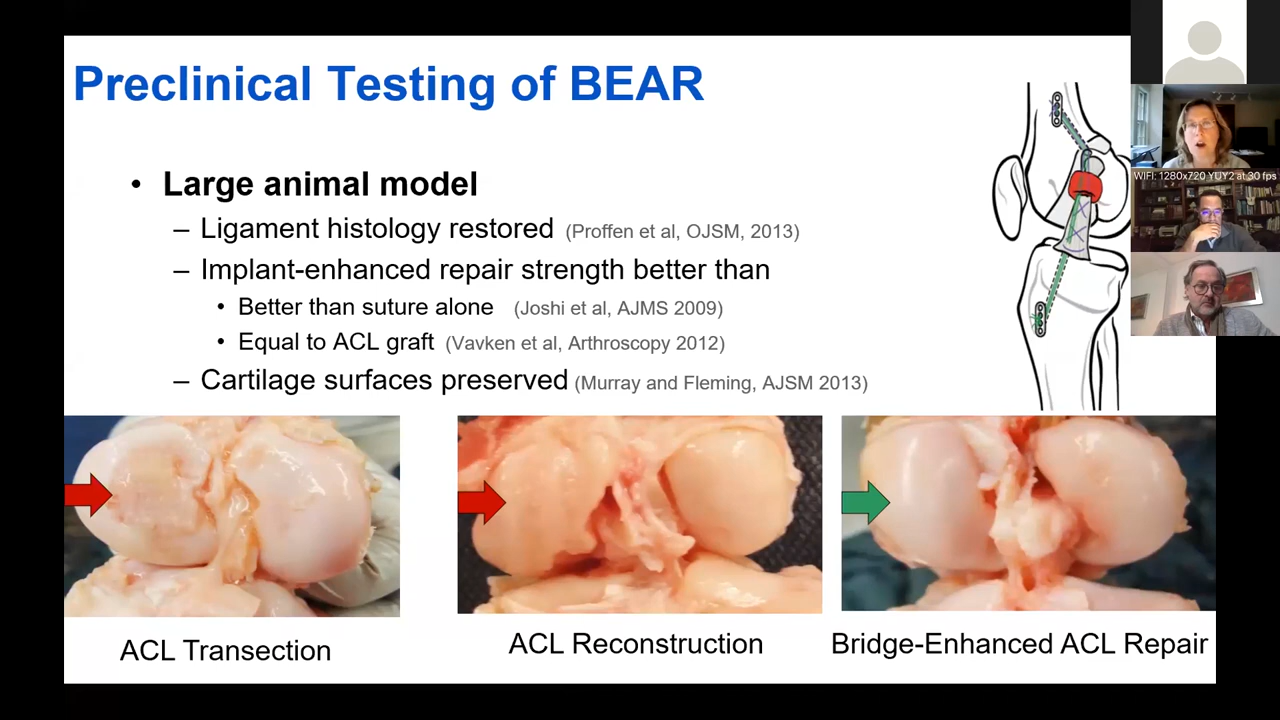 Preclinical Testing of BEAR
• Large animal model
– Ligament histology restored (Proffen et al, OJSM, 2013)
– Implant-enhanced repair strength better than
• Better than suture alone (Joshi et al, AJMS 2009)
• Equal to ACL graft (Vavken et al, Arthroscopy 2012)
– Cartilage surfaces preserved (Murray and Fleming, AJSM 2013)
WIFI: 1280x720 YUY2 at 30 fps
ACL Transection
ACL Reconstruction
Bridge-Enhanced ACL Repair